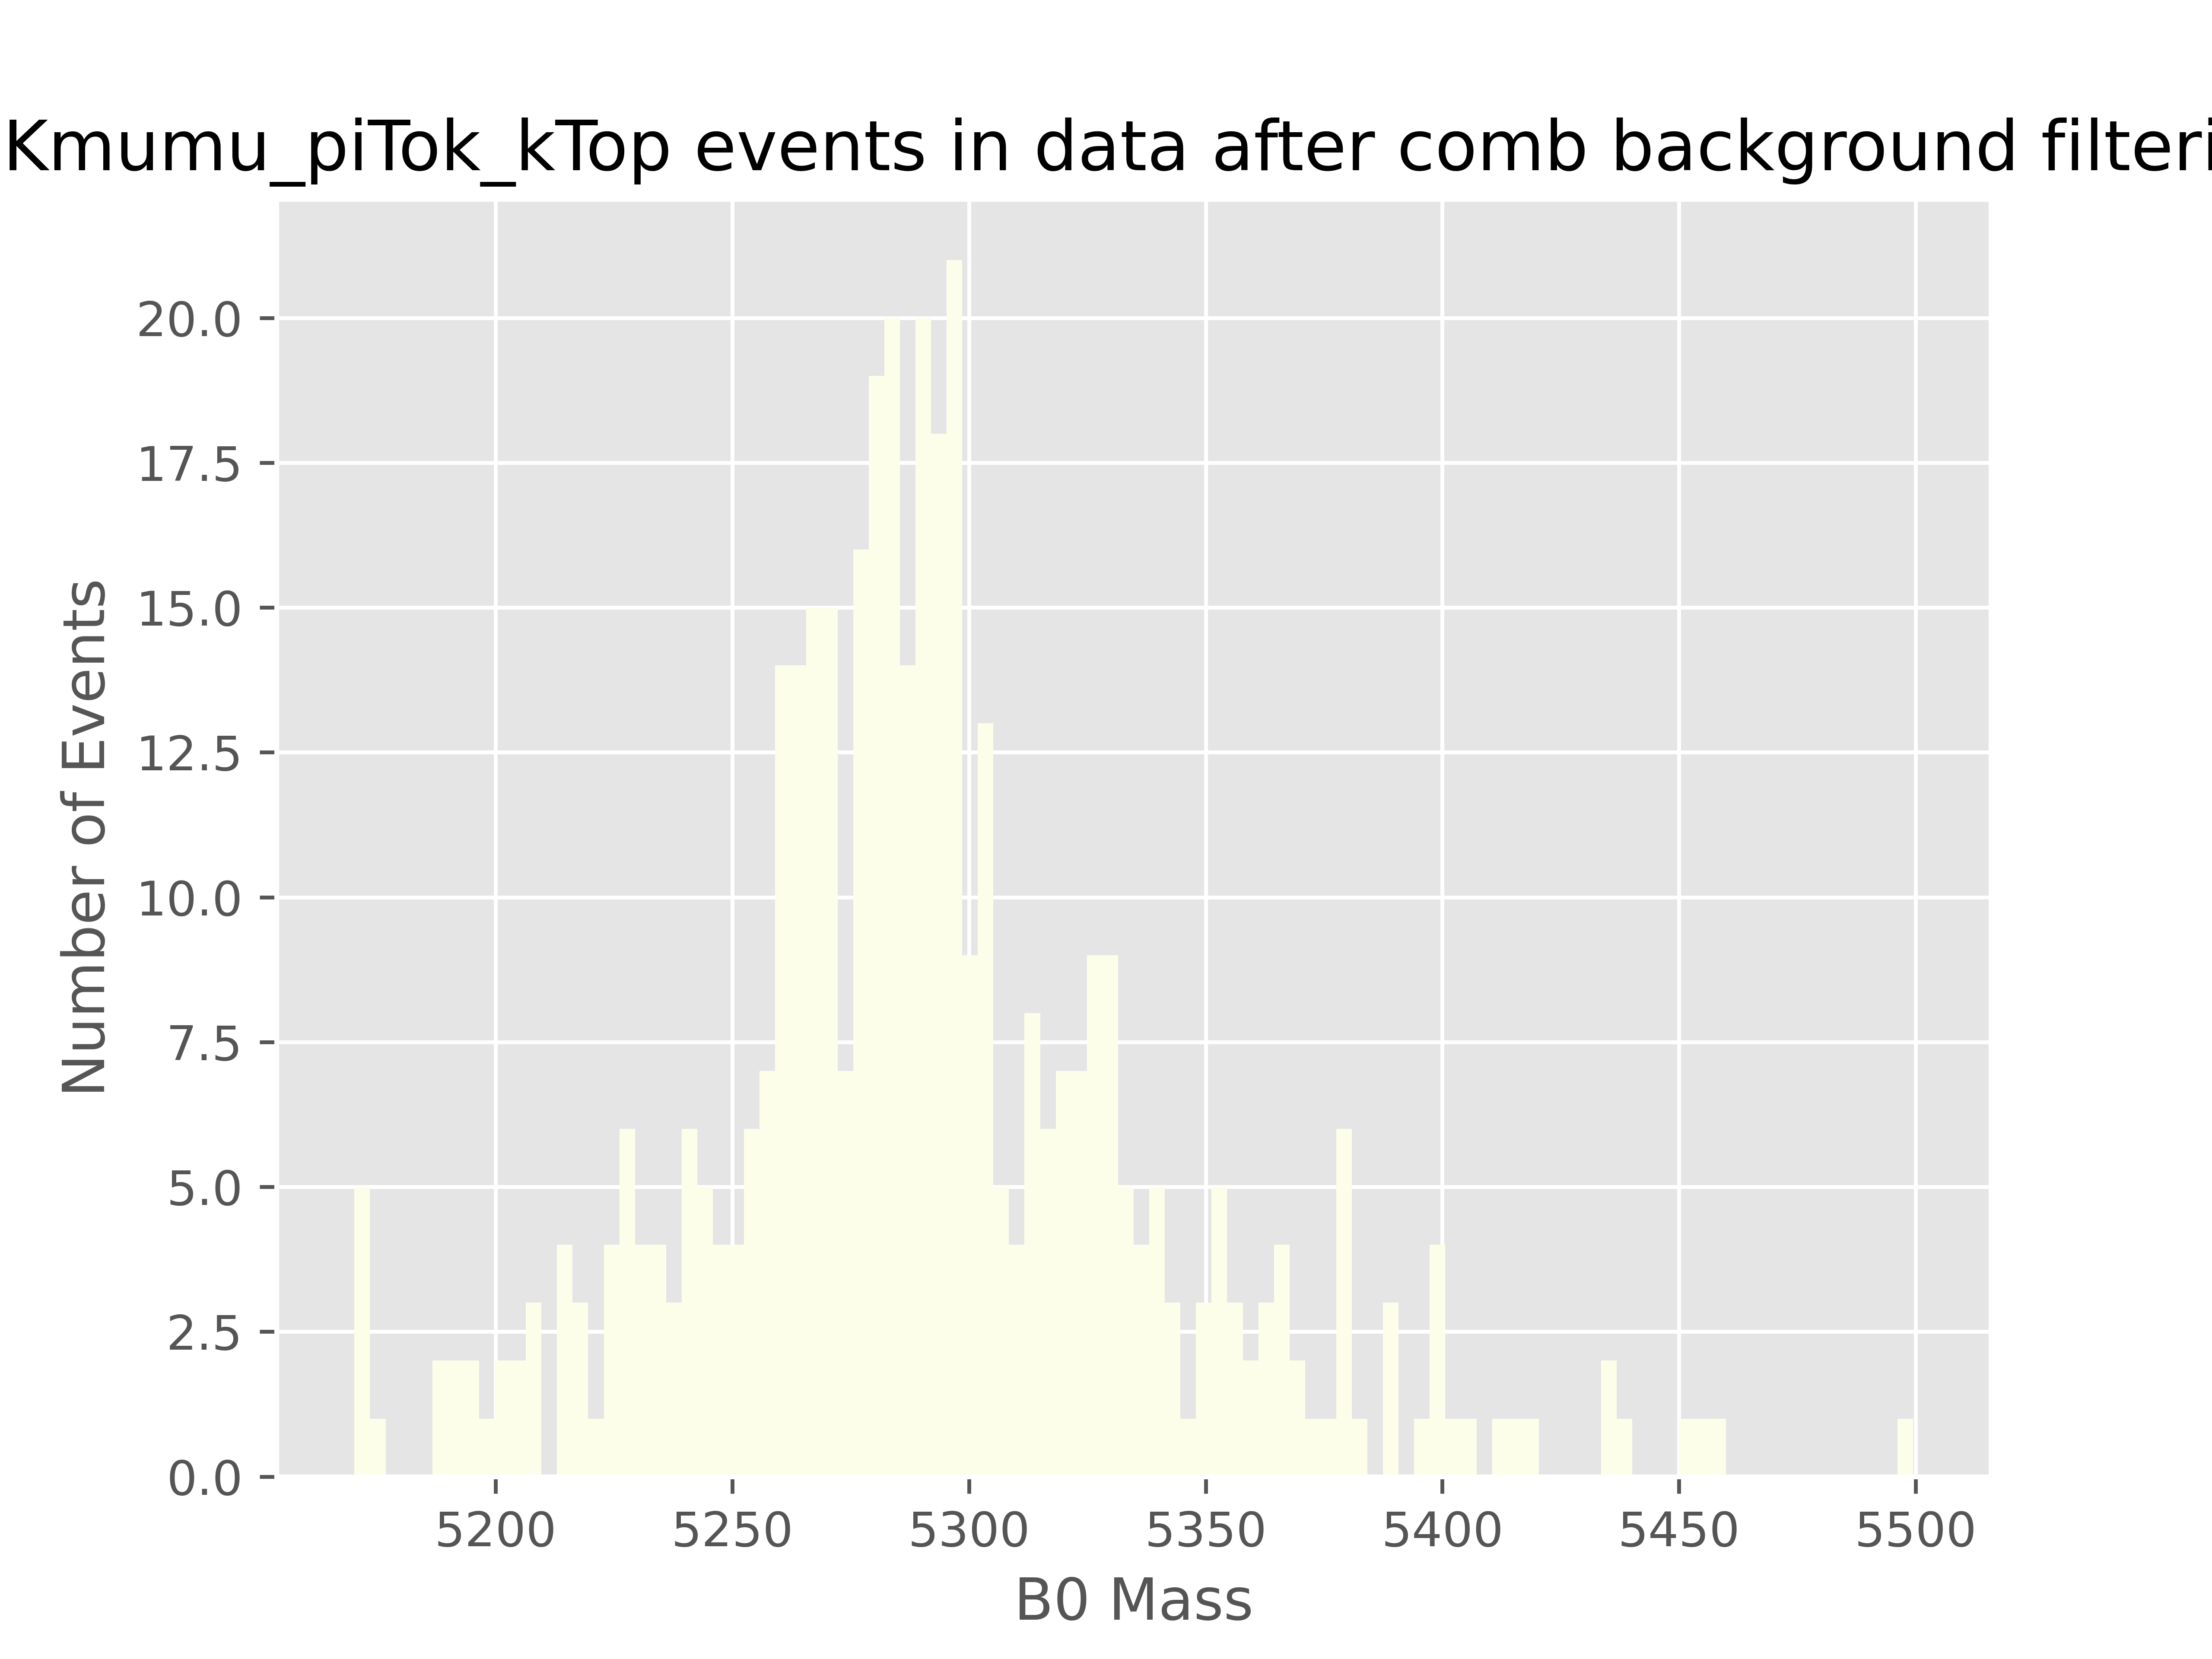 Kmumu_piTok_kTop events in data after comb background filteri
20.0
17.5
15.0
12.5
10.0
7.5
5.0
2.5
0.0
Number of Events
5200 5250 5300 5350 5400 5450 5500
B0 Mass